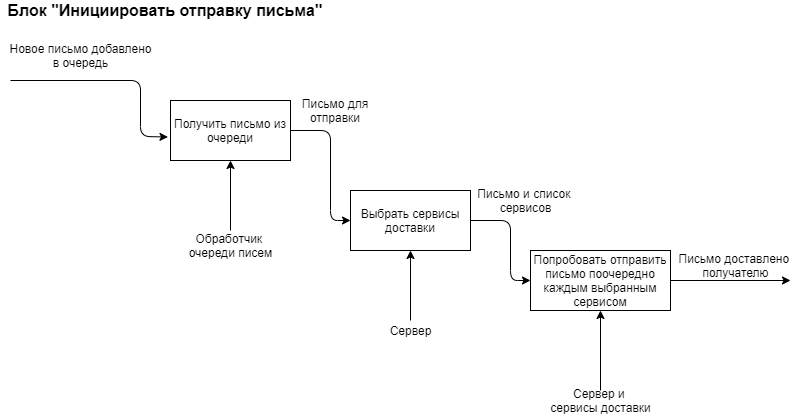 Блок "Инициировать отправку письма"
Новое письмо добавлено
в очередь
Получить письмо из
очереди
Письмо для
отправки
Обработчик
очереди писем
Выбрать сервисы
доставки
Письмо и список
сервисов
Сервер
Попробовать отправить
письмо поочередно
каждым выбранным
сервисом
Письмо доставлено
получателю
Сервер и
сервисы доставки